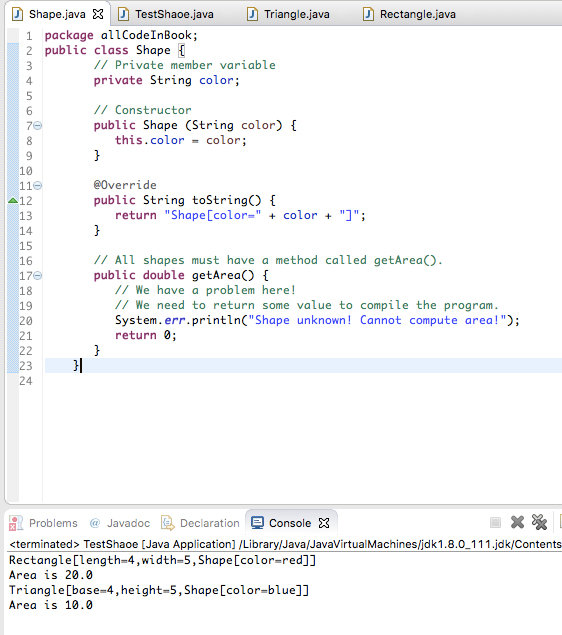 Shape.java TestShaoe.java Triangle.java Rectangle.java
1 package allCodeInBook;
2 public class Shape {
3 // Private member variable
4 private String color;
5
6 // Constructor
7 public Shape (String color) {
8 this.color = color;
9 }
10
11 @Override
12 public String toString() {
13 return "Shape[color=" + color + "]";
14 }
15
16 // All shapes must have a method called getArea().
17 public double getArea() {
18 // We have a problem here!
19 // We need to return some value to compile the program.
20 System.err.println("Shape unknown! Cannot compute area!");
21 return 0;
22 }
23 }
24
Problems @ Javadoc Declaration Console
<terminated> TestShaoe [Java Application] /Library/Java/JavaVirtualMachines/jdk1.8.0_111.jdk/Contents
Rectangle[length=4,width=5,Shape[color=red]]
Area is 20.0
Triangle[base=4,height=5,Shape[color=blue]]
Area is 10.0